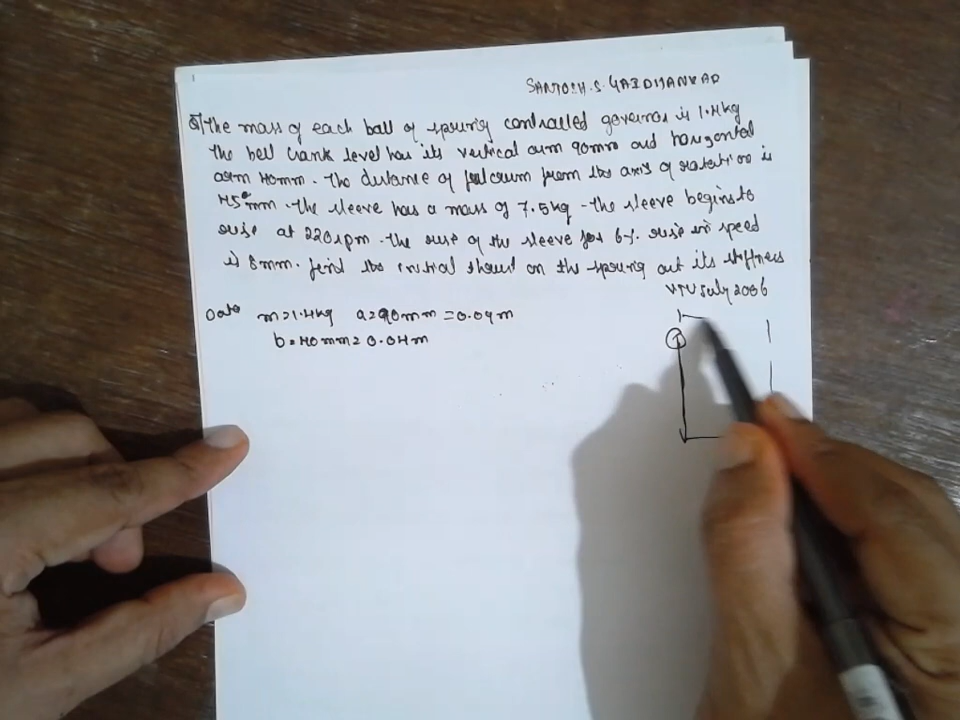 SANTOSH.S.GAIDHANKAR
Q] The mass of each ball of spring controlled governor is 1.4kg
The bell crank level has its vertical arm 90mm and horizontal
arm 40mm. The distance of fulcrum from the axis of rotation is
45mm. The sleeve has a mass of 7.5kg. The sleeve begins to
rise at 220rpm. The rise of the sleeve for 6% rise in speed
is 8mm. find the initial thrust on the spring out its stiffness
VTU July 2006
Data m=1.4kg a=90mm=0.09m
b=40mm=0.04m